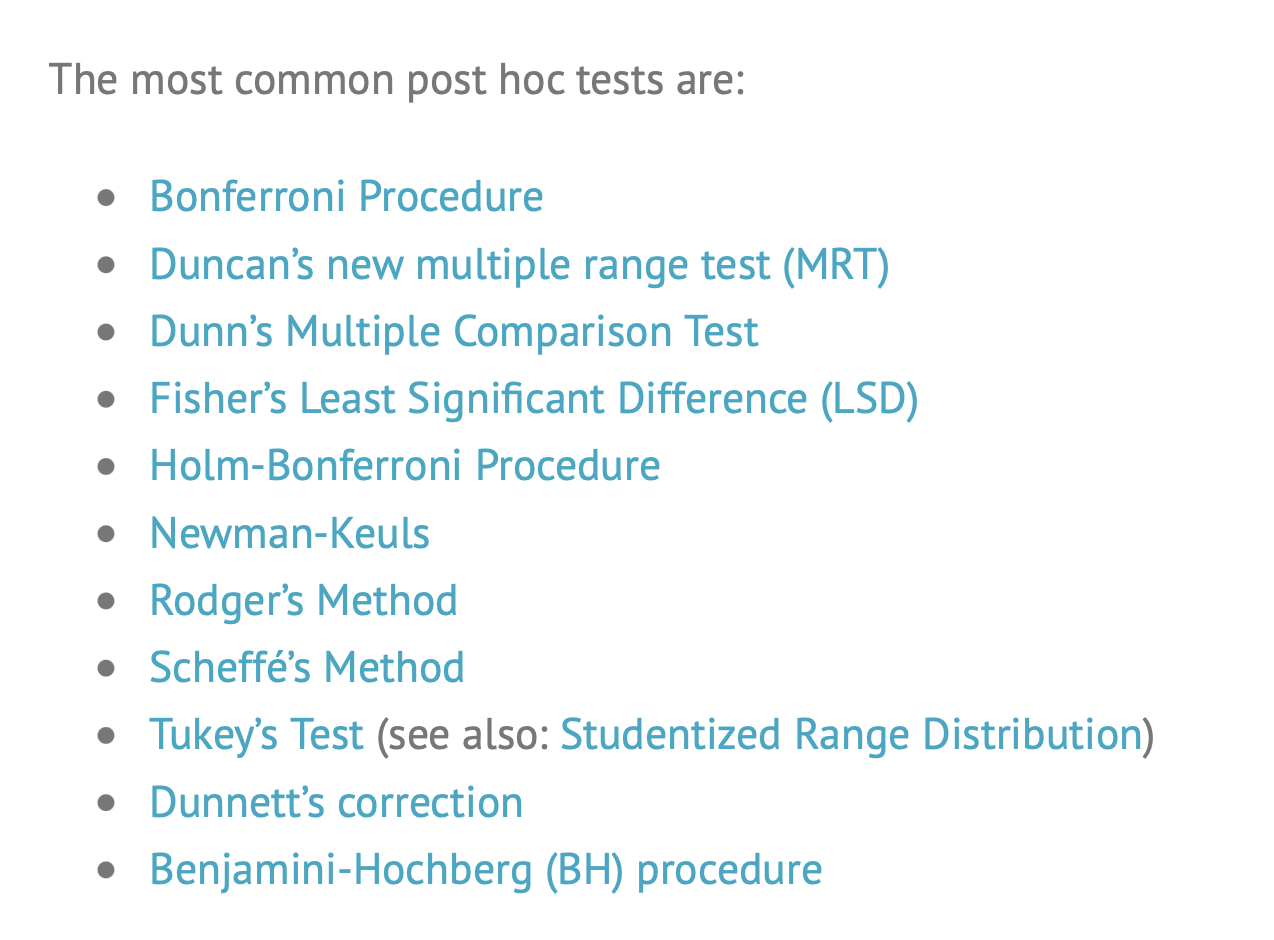 The most common post hoc tests are:
● Bonferroni Procedure
● Duncan’s new multiple range test (MRT)
● Dunn’s Multiple Comparison Test
● Fisher’s Least Significant Difference (LSD)
● Holm-Bonferroni Procedure
● Newman-Keuls
● Rodger’s Method
● Scheffé’s Method
● Tukey’s Test (see also: Studentized Range Distribution)
● Dunnett’s correction
● Benjamini-Hochberg (BH) procedure